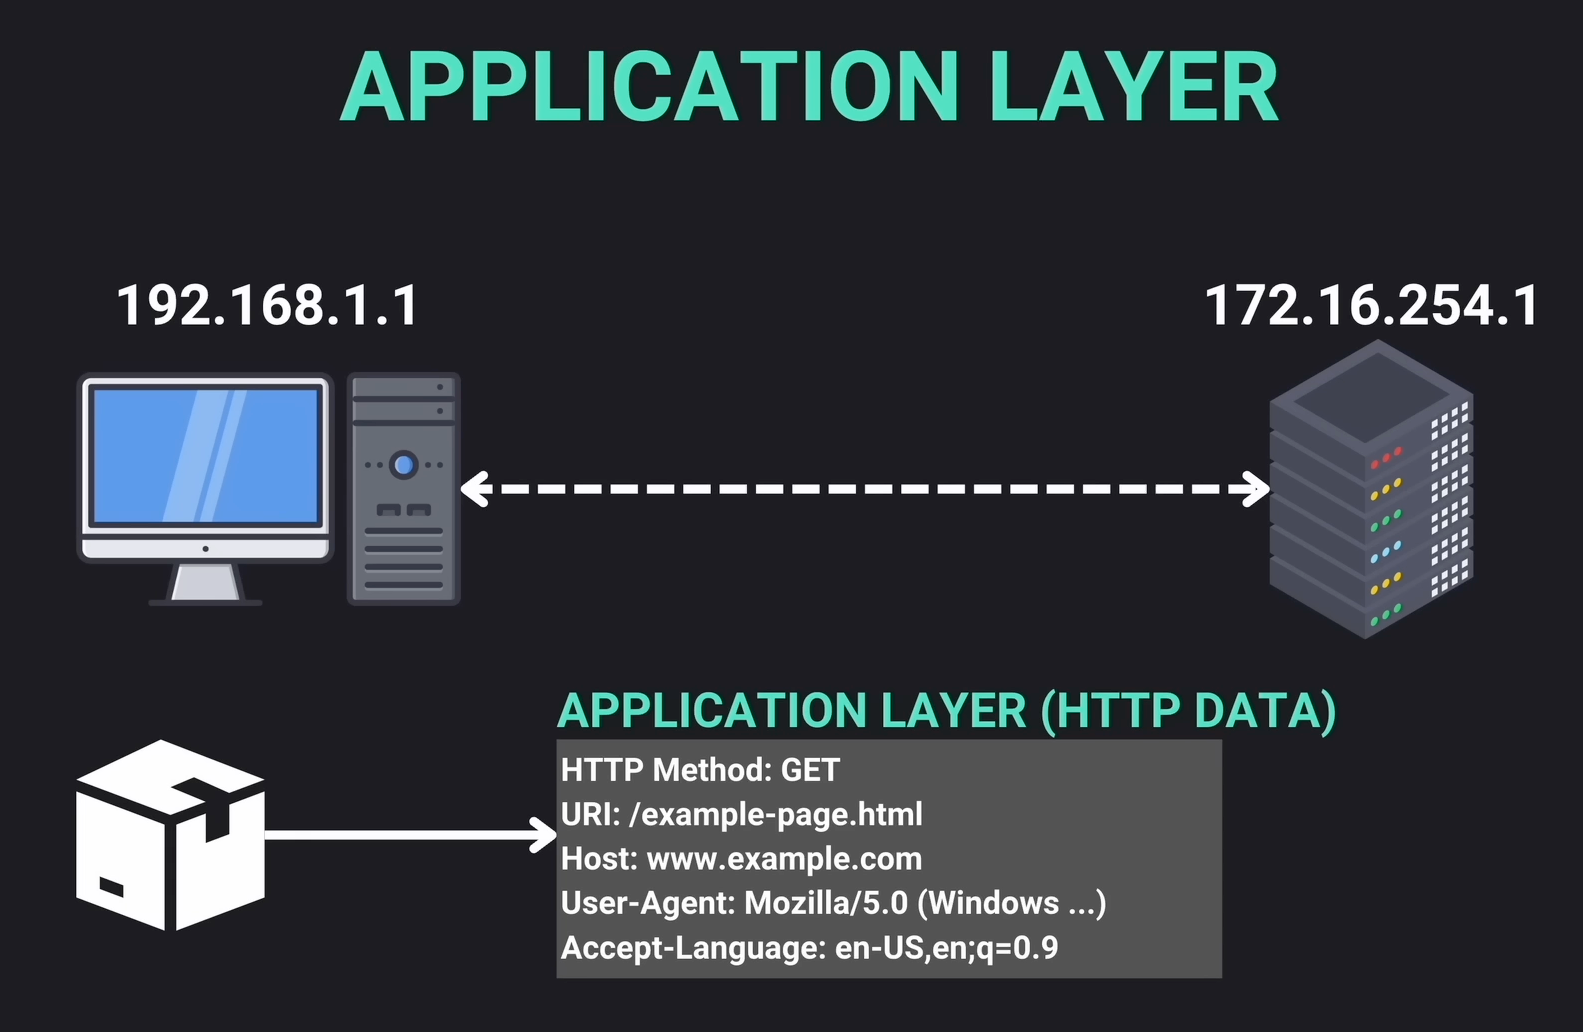 APPLICATION LAYER
192.168.1.1
172.16.254.1
APPLICATION LAYER (HTTP DATA)
HTTP Method: GET
URI: /example-page.html
Host: www.example.com
User-Agent: Mozilla/5.0 (Windows ...)
Accept-Language: en-US,en;q=0.9